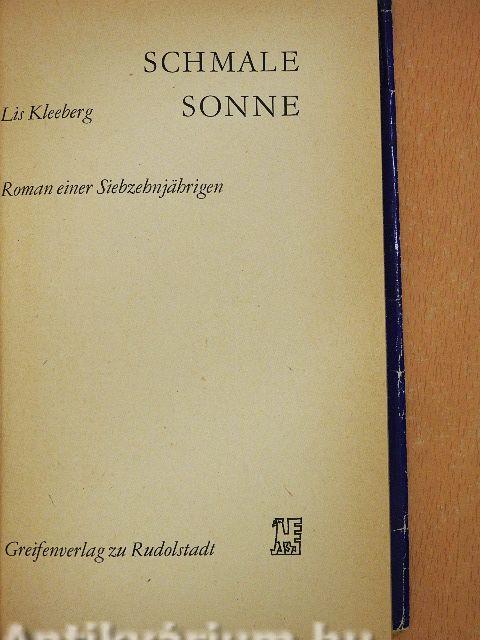 SCHMALE
Lis Kleeberg SONNE
Roman einer Siebzehnjährigen
Greifenverlag zu Rudolstadt
Antikvárium.hu